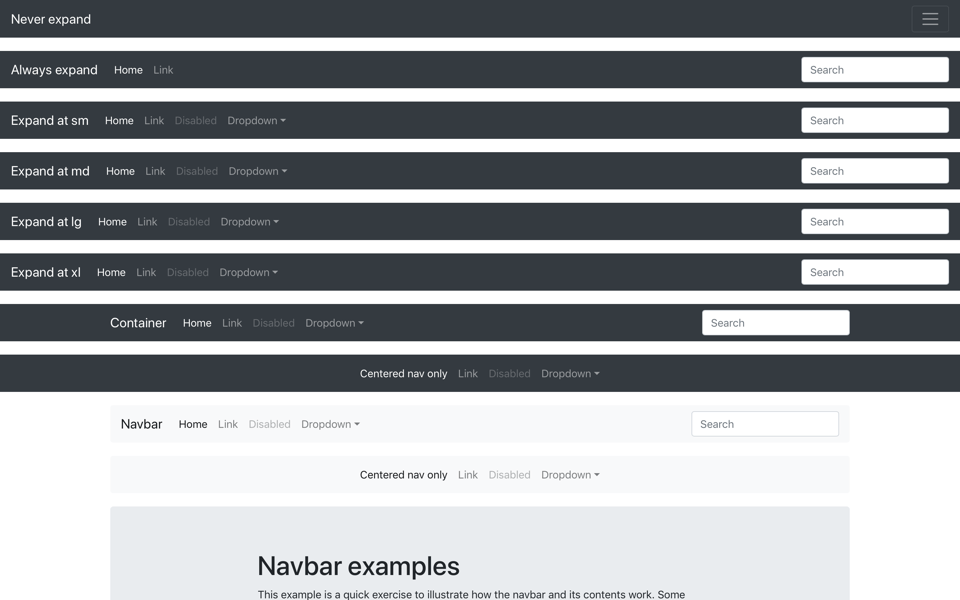 Never expand
Always expand Home Link Search
Expand at sm Home Link Disabled Dropdown Search
Expand at md Home Link Disabled Dropdown Search
Expand at lg Home Link Disabled Dropdown Search
Expand at xl Home Link Disabled Dropdown Search
Container Home Link Disabled Dropdown Search
Centered nav only Link Disabled Dropdown
Navbar Home Link Disabled Dropdown Search
Centered nav only Link Disabled Dropdown
Navbar examples
This example is a quick exercise to illustrate how the navbar and its contents work. Some